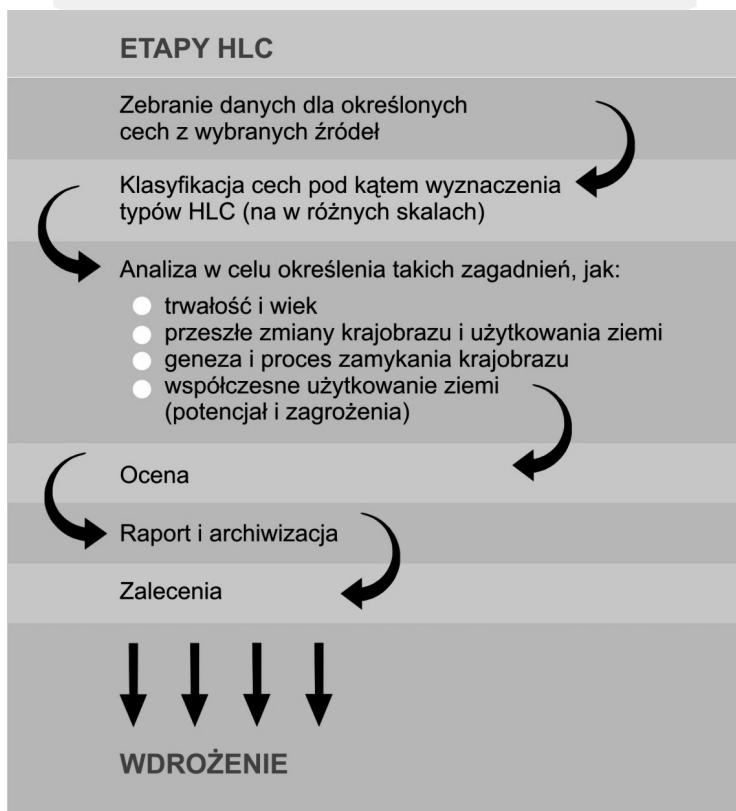 ETAPY HLC
Zebranie danych dla określonych
cech z wybranych źródeł
Klasyfikacja cech pod kątem wyznaczenia
typów HLC (na w różnych skalach)
Analiza w celu określenia takich zagadnień, jak:
trwałość i wiek
przeszłe zmiany krajobrazu i użytkowania ziemi
geneza i proces zamykania krajobrazu
współczesne użytkowanie ziemi
(potencjał i zagrożenia)
Ocena
Raport i archiwizacja
Zalecenia
WDROŻENIE